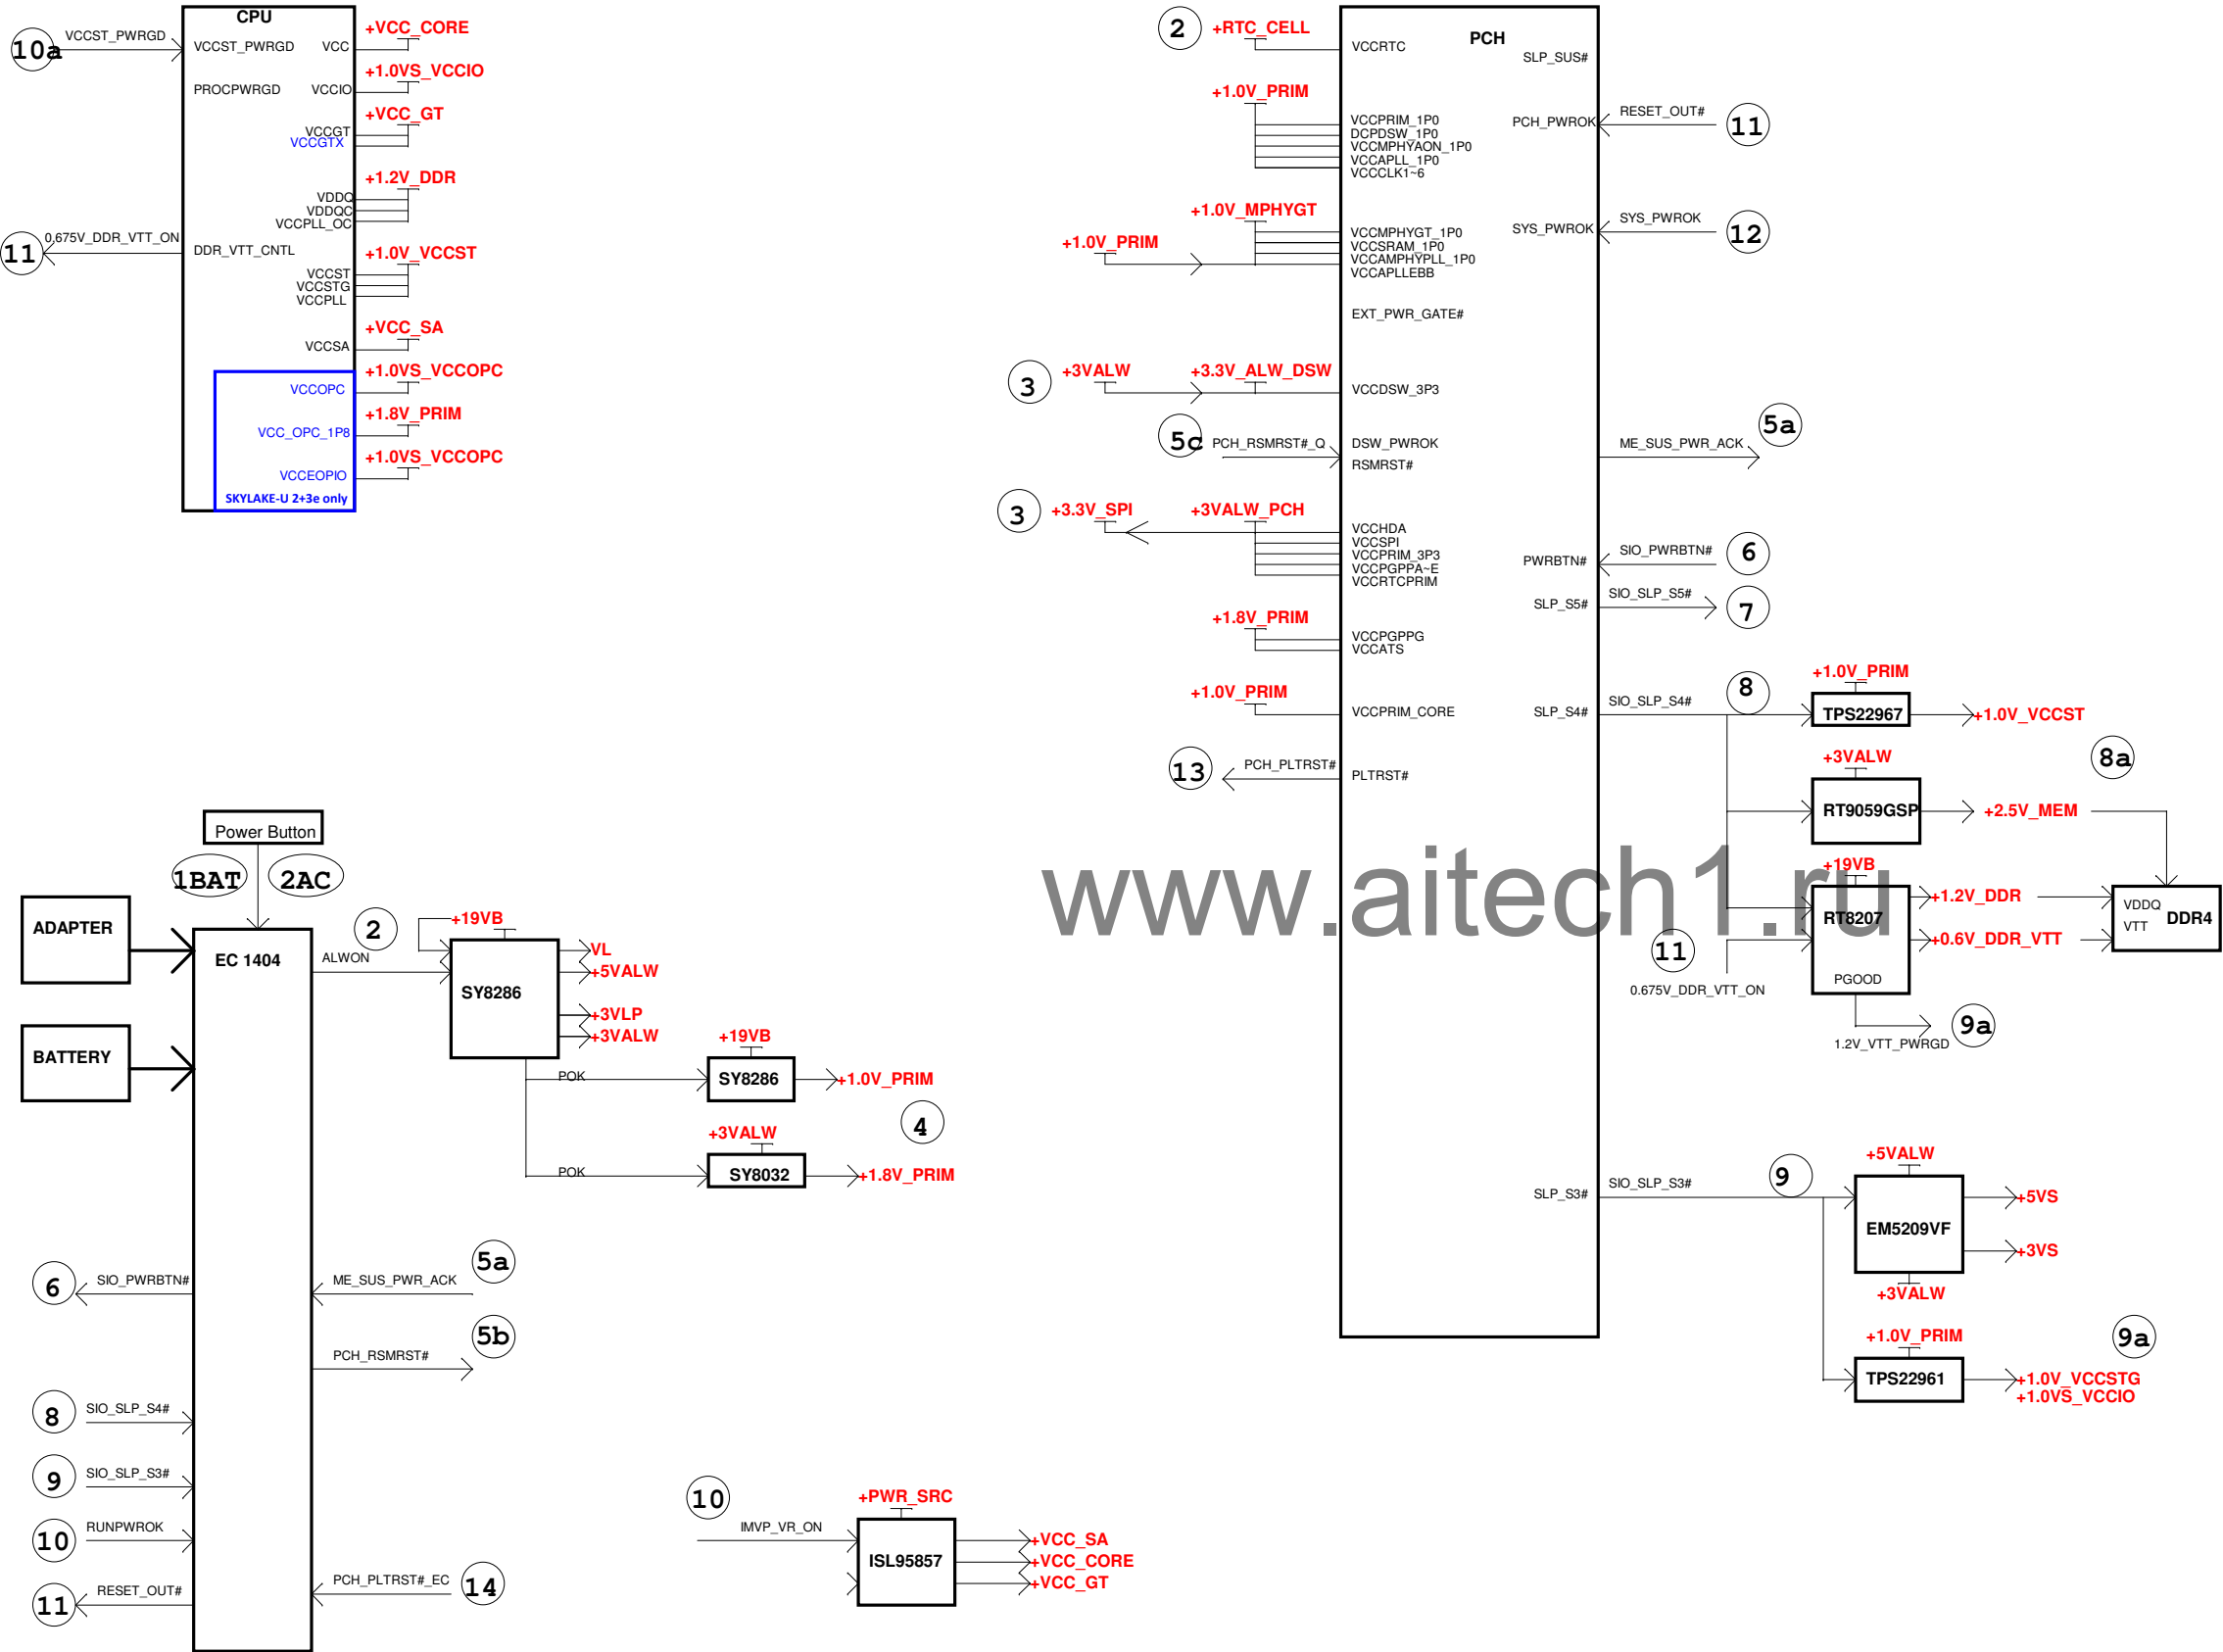 CPU
10a
VCCST_PWRGD
VCCST_PWRGD
VCC
+VCC_CORE
PROCPWRGD
VCCIO
+1.0VS_VCCIO
+VCC_GT
VCCGT
VCCGTX
+1.2V_DDR
VDDQ
VDDQC
VCCPLL_OC
11
0.675V_DDR_VTT_ON
DDR_VTT_CNTL
+1.0V_VCCST
VCCST
VCCSTG
VCCPLL
+VCC_SA
VCCSA
+1.0VS_VCCOPC
VCCOPC
+1.8V_PRIM
VCC_OPC_1P8
+1.0VS_VCCOPC
VCCEOPIO
SKYLAKE-U 2+3e only
PCH
2
+RTC_CELL
VCCRTC
SLP_SUS#
+1.0V_PRIM
VCCPRIM_1P0
DCPDSW_1P0
VCCMPHYAON_1P0
VCCAPLL_1P0
VCCCLK1~6
PCH_PWROK
RESET_OUT#
11
+1.0V_MPHYGT
+1.0V_PRIM
VCCMPHYGT_1P0
VCCSRAM_1P0
VCCAMPHYPLL_1P0
VCCAPLLEBB
SYS_PWROK
SYS_PWROK
12
EXT_PWR_GATE#
3
+3VALW
+3.3V_ALW_DSW
VCCDSW_3P3
5c
PCH_RSMRST#_Q
DSW_PWROK
RSMRST#
ME_SUS_PWR_ACK
5a
3
+3.3V_SPI
+3VALW_PCH
VCCHDA
VCCSPI
VCCPRIM_3P3
VCCPGPPA~E
VCCRTCPRIM
PWRBTN#
SIO_PWRBTN#
6
SLP_S5#
SIO_SLP_S5#
7
+1.8V_PRIM
VCCPGPPG
VCCATS
+1.0V_PRIM
VCCPRIM_CORE
SLP_S4#
SIO_SLP_S4#
8
+1.0V_PRIM
TPS22967
+1.0V_VCCST
8a
13
PCH_PLTRST#
PLTRST#
+3VALW
RT9059GSP
+2.5V_MEM
www.aitech1.ru
+19VB
RT8207
+1.2V_DDR
+0.6V_DDR_VTT
VDDQ
VTT
DDR4
11
0.675V_DDR_VTT_ON
PGOOD
9a
1.2V_VTT_PWRGD
SLP_S3#
SIO_SLP_S3#
9
+5VALW
EM5209VF
+5VS
+3VS
+3VALW
+1.0V_PRIM
9a
TPS22961
+1.0V_VCCSTG
+1.0VS_VCCIO
Power Button
1BAT
2AC
ADAPTER
BATTERY
EC 1404
2
ALWON
+19VB
SY8286
VL
+5VALW
+3VLP
+3VALW
+19VB
POK
SY8286
+1.0V_PRIM
4
+3VALW
POK
SY8032
+1.8V_PRIM
6
SIO_PWRBTN#
ME_SUS_PWR_ACK
5a
PCH_RSMRST#
5b
8
SIO_SLP_S4#
9
SIO_SLP_S3#
10
RUNPWROK
11
RESET_OUT#
PCH_PLTRST#_EC
14
10
IMVP_VR_ON
+PWR_SRC
ISL95857
+VCC_SA
+VCC_CORE
+VCC_GT